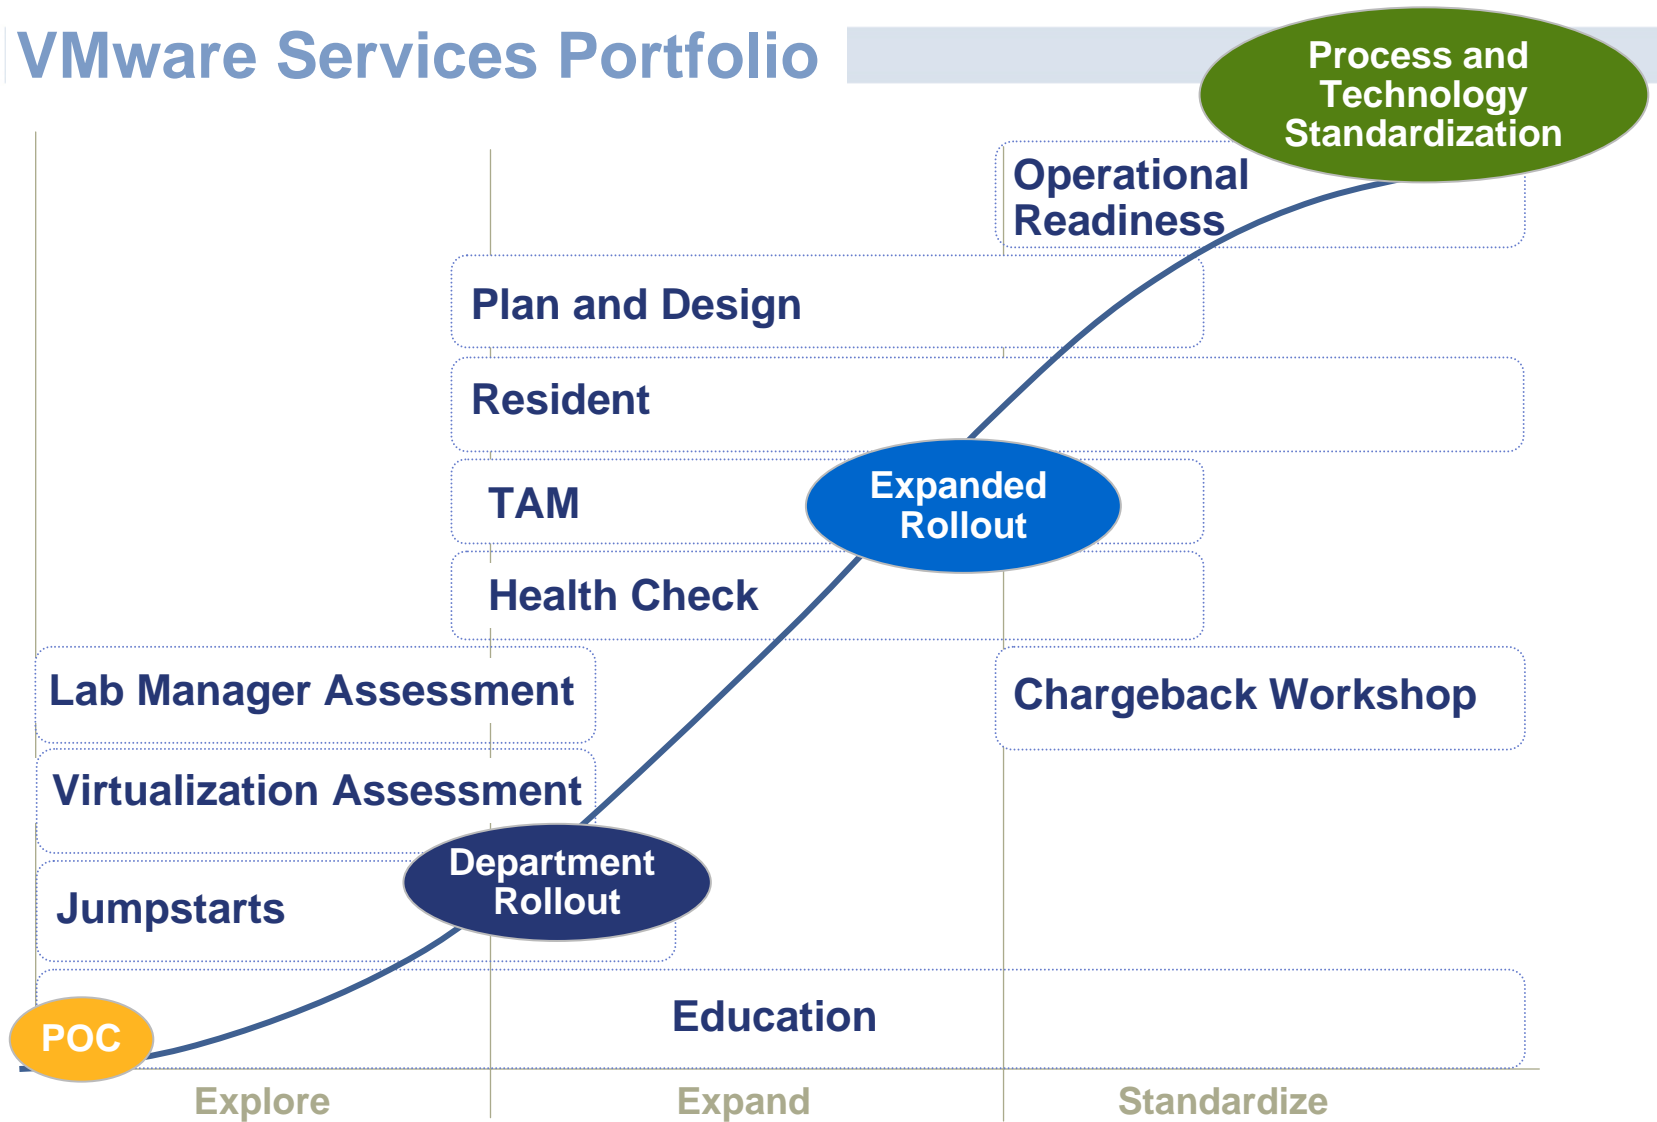 VMware Services Portfolio
Process and
Technology
Standardization
Operational
Readiness
Plan and Design
Resident
TAM
Expanded
Rollout
Health Check
Lab Manager Assessment
Chargeback Workshop
Virtualization Assessment
Department
Rollout
Jumpstarts
Education
POC
Explore
Expand
Standardize